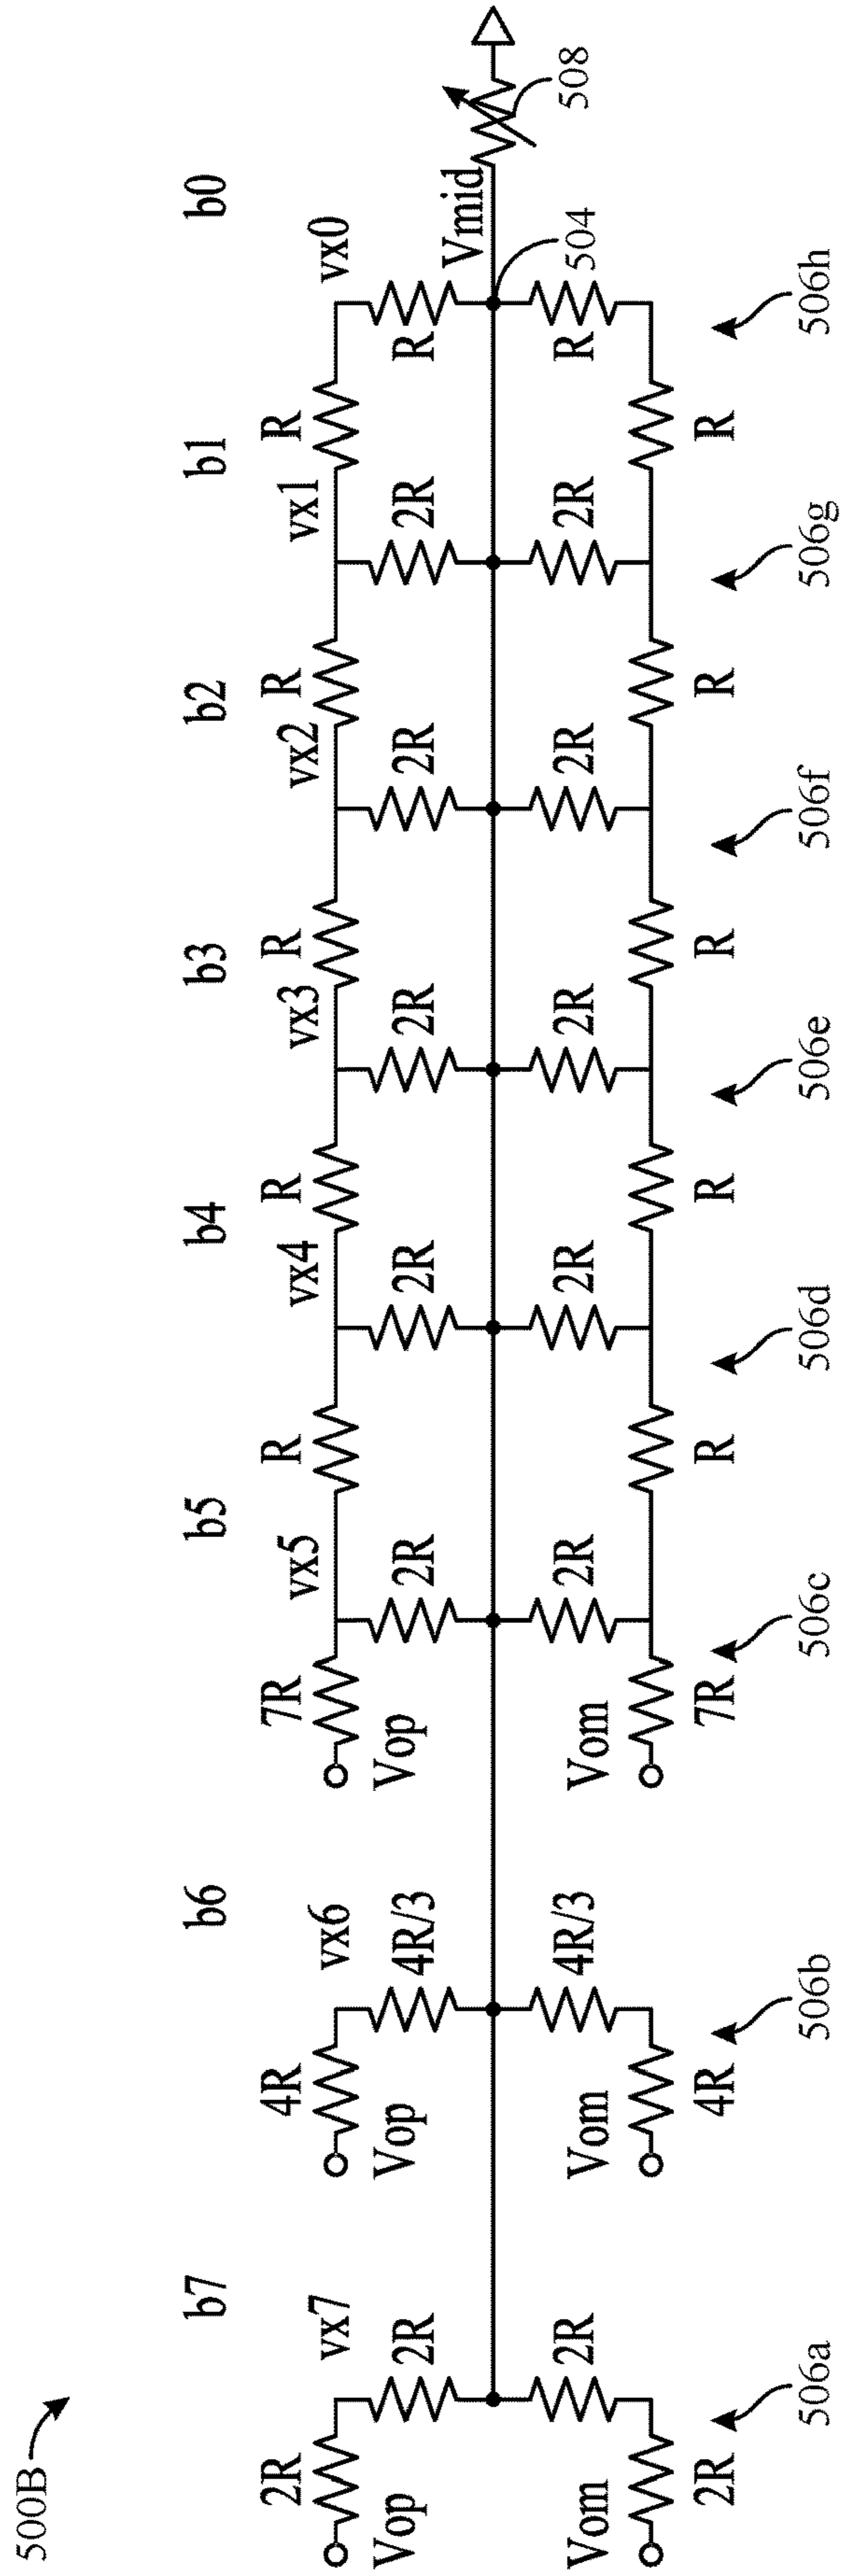 500B
b7
b6
b5
b4
b3
b2
b1
b0
vx7
vx6
vx5
vx4
vx3
vx2
vx1
vx0
2R
4R
7R
R
R
R
R
R
Vop
2R
Vop
4R/3
Vop
2R
2R
2R
2R
2R
R
Vmid
508
Vom
2R
Vom
4R/3
Vom
2R
2R
2R
2R
2R
R
504
2R
4R
7R
R
R
R
R
R
506a
506b
506c
506d
506e
506f
506g
506h